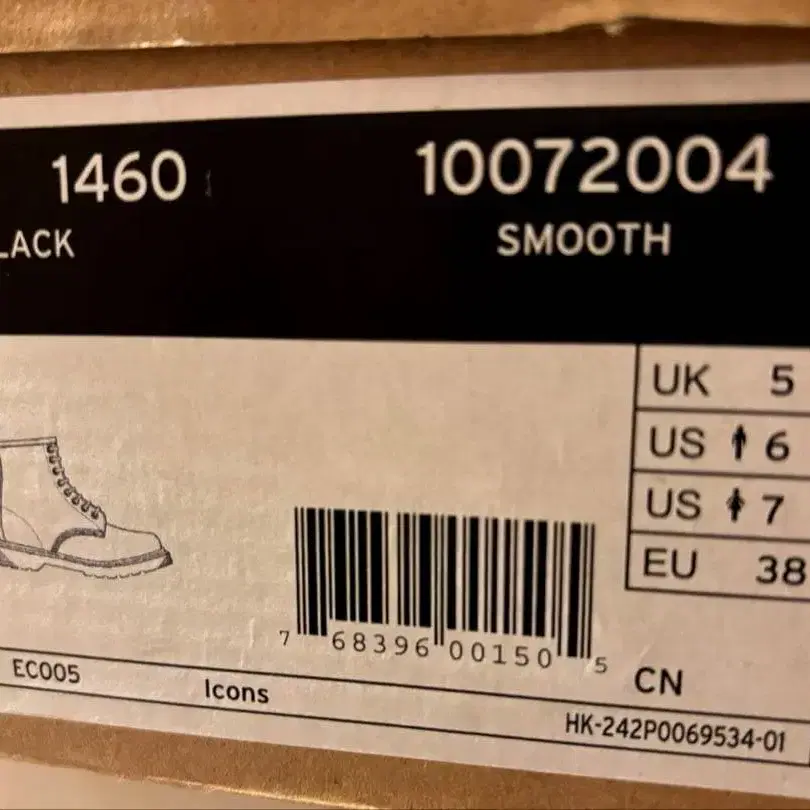 1460 10072004
LACK SMOOTH
UK 5
US 6
US 7
EU 38
7 68396 00150 5
CN
EC005 Icons
HK-242P0069534-01